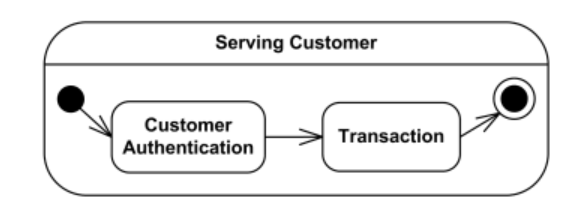 Serving Customer
Customer
Authentication
Transaction